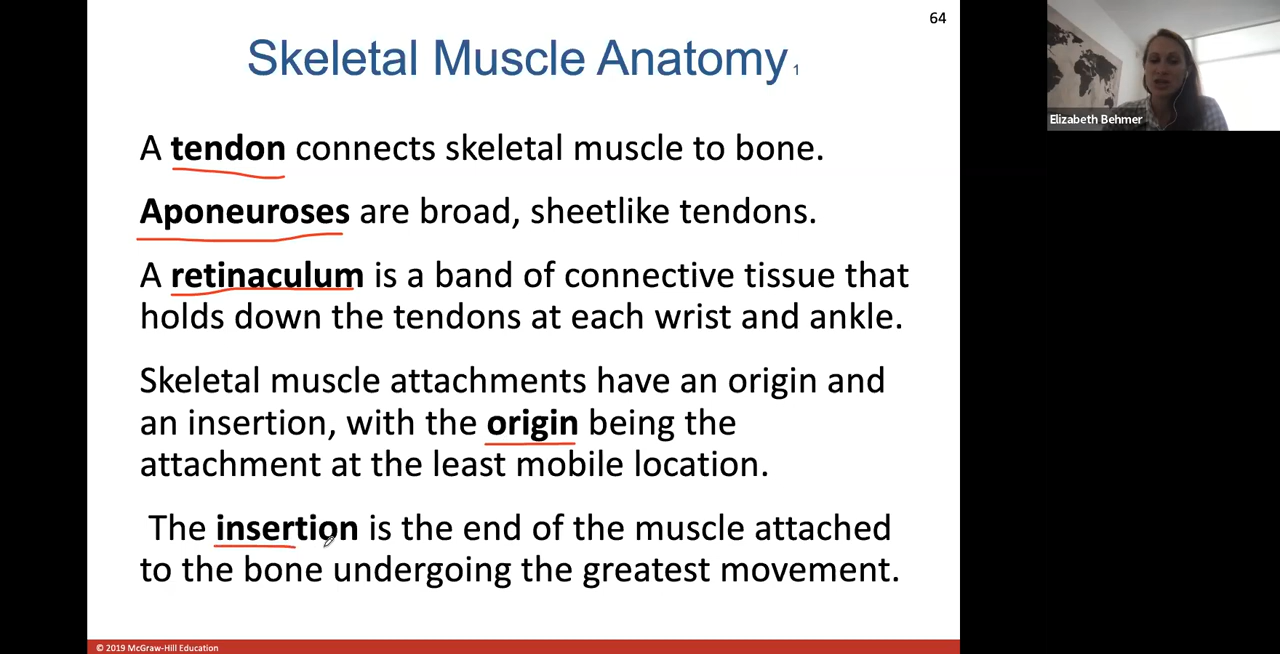 64
Skeletal Muscle Anatomy 1
Elizabeth Behmer
A tendon connects skeletal muscle to bone.
Aponeuroses are broad, sheetlike tendons.
A retinaculum is a band of connective tissue that
holds down the tendons at each wrist and ankle.
Skeletal muscle attachments have an origin and
an insertion, with the origin being the
attachment at the least mobile location.
The insertion is the end of the muscle attached
to the bone undergoing the greatest movement.
© 2019 McGraw-Hill Education